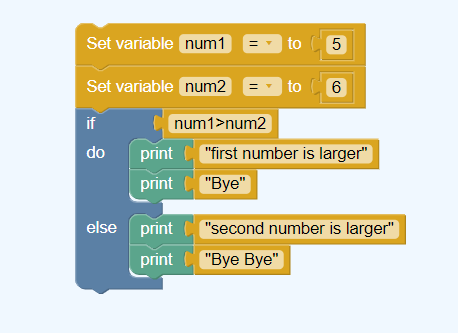 Set variable num1 = to 5
Set variable num2 = to 6
if num1>num2
do print "first number is larger"
print "Bye"
else print "second number is larger"
print "Bye Bye"